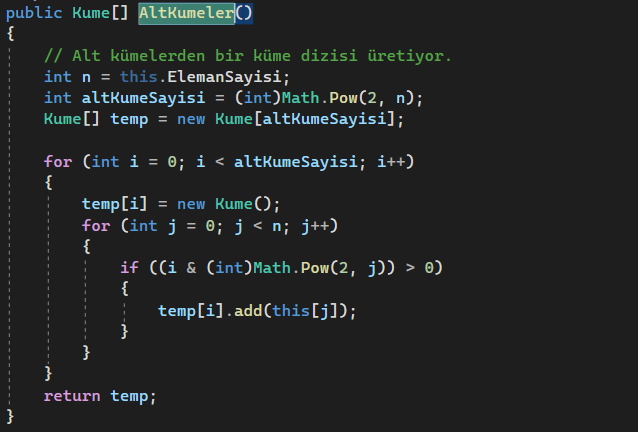 public Kume[] AltKumeler()
{
// Alt kümelerden bir küme dizisi üretiyor.
int n = this.ElemanSayisi;
int altKumeSayisi = (int)Math.Pow(2, n);
Kume[] temp = new Kume[altKumeSayisi];
for (int i = 0; i < altKumeSayisi; i++)
{
temp[i] = new Kume();
for (int j = 0; j < n; j++)
{
if ((i & (int)Math.Pow(2, j)) > 0)
{
temp[i].add(this[j]);
}
}
}
return temp;
}